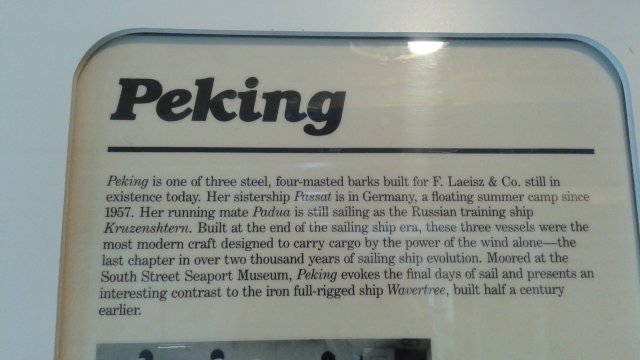 Peking
Peking is one of three steel, four-masted barks built for F. Laeisz & Co. still in
existence today. Her sistership Passat is in Germany, a floating summer camp since
1957. Her running mate Padua is still sailing as the Russian training ship
Kruzenshtern. Built at the end of the sailing ship era, these three vessels were the
most modern craft designed to carry cargo by the power of the wind alone—the
last chapter in over two thousand years of sailing ship evolution. Moored at the
South Street Seaport Museum, Peking evokes the final days of sail and presents an
interesting contrast to the iron full-rigged ship Wavertree, built half a century
earlier.